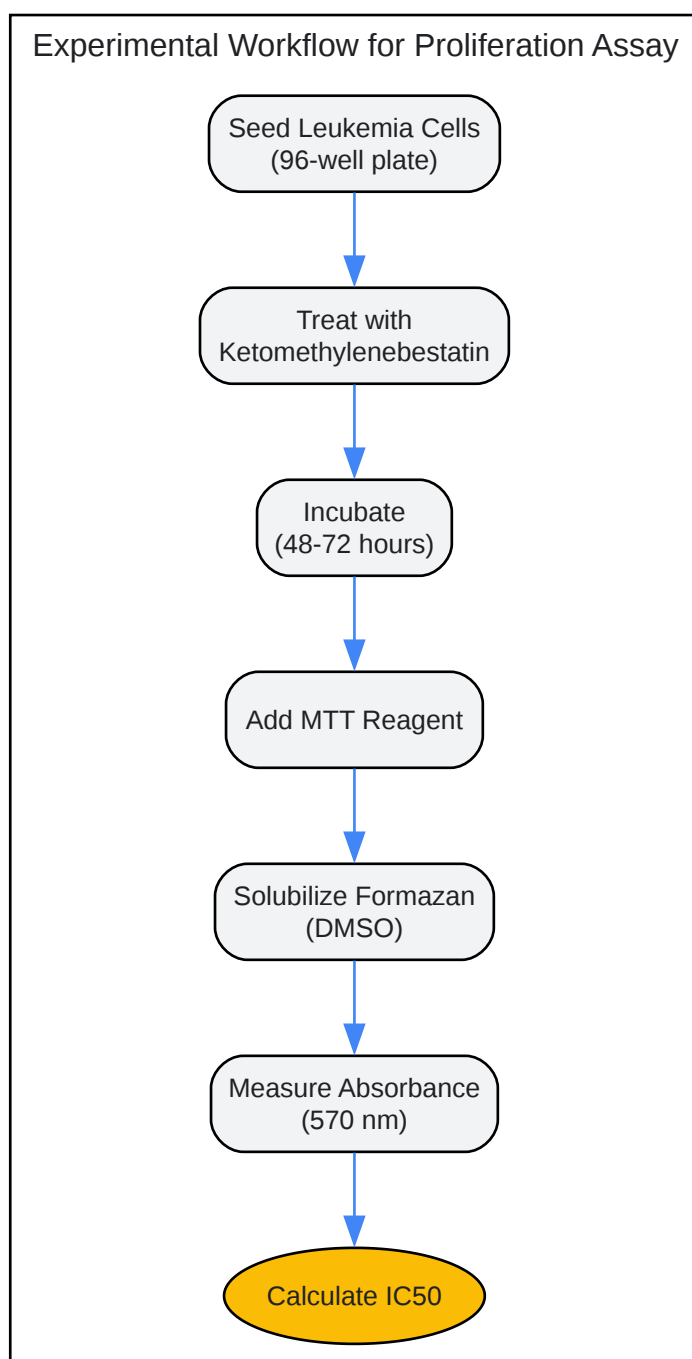 Experimental Workflow for Proliferation Assay
Seed Leukemia Cells
(96-well plate)
Treat with
Ketomethylenebestatin
Incubate
(48-72 hours)
Add MTT Reagent
Solubilize Formazan
(DMSO)
Measure Absorbance
(570 nm)
Calculate IC50